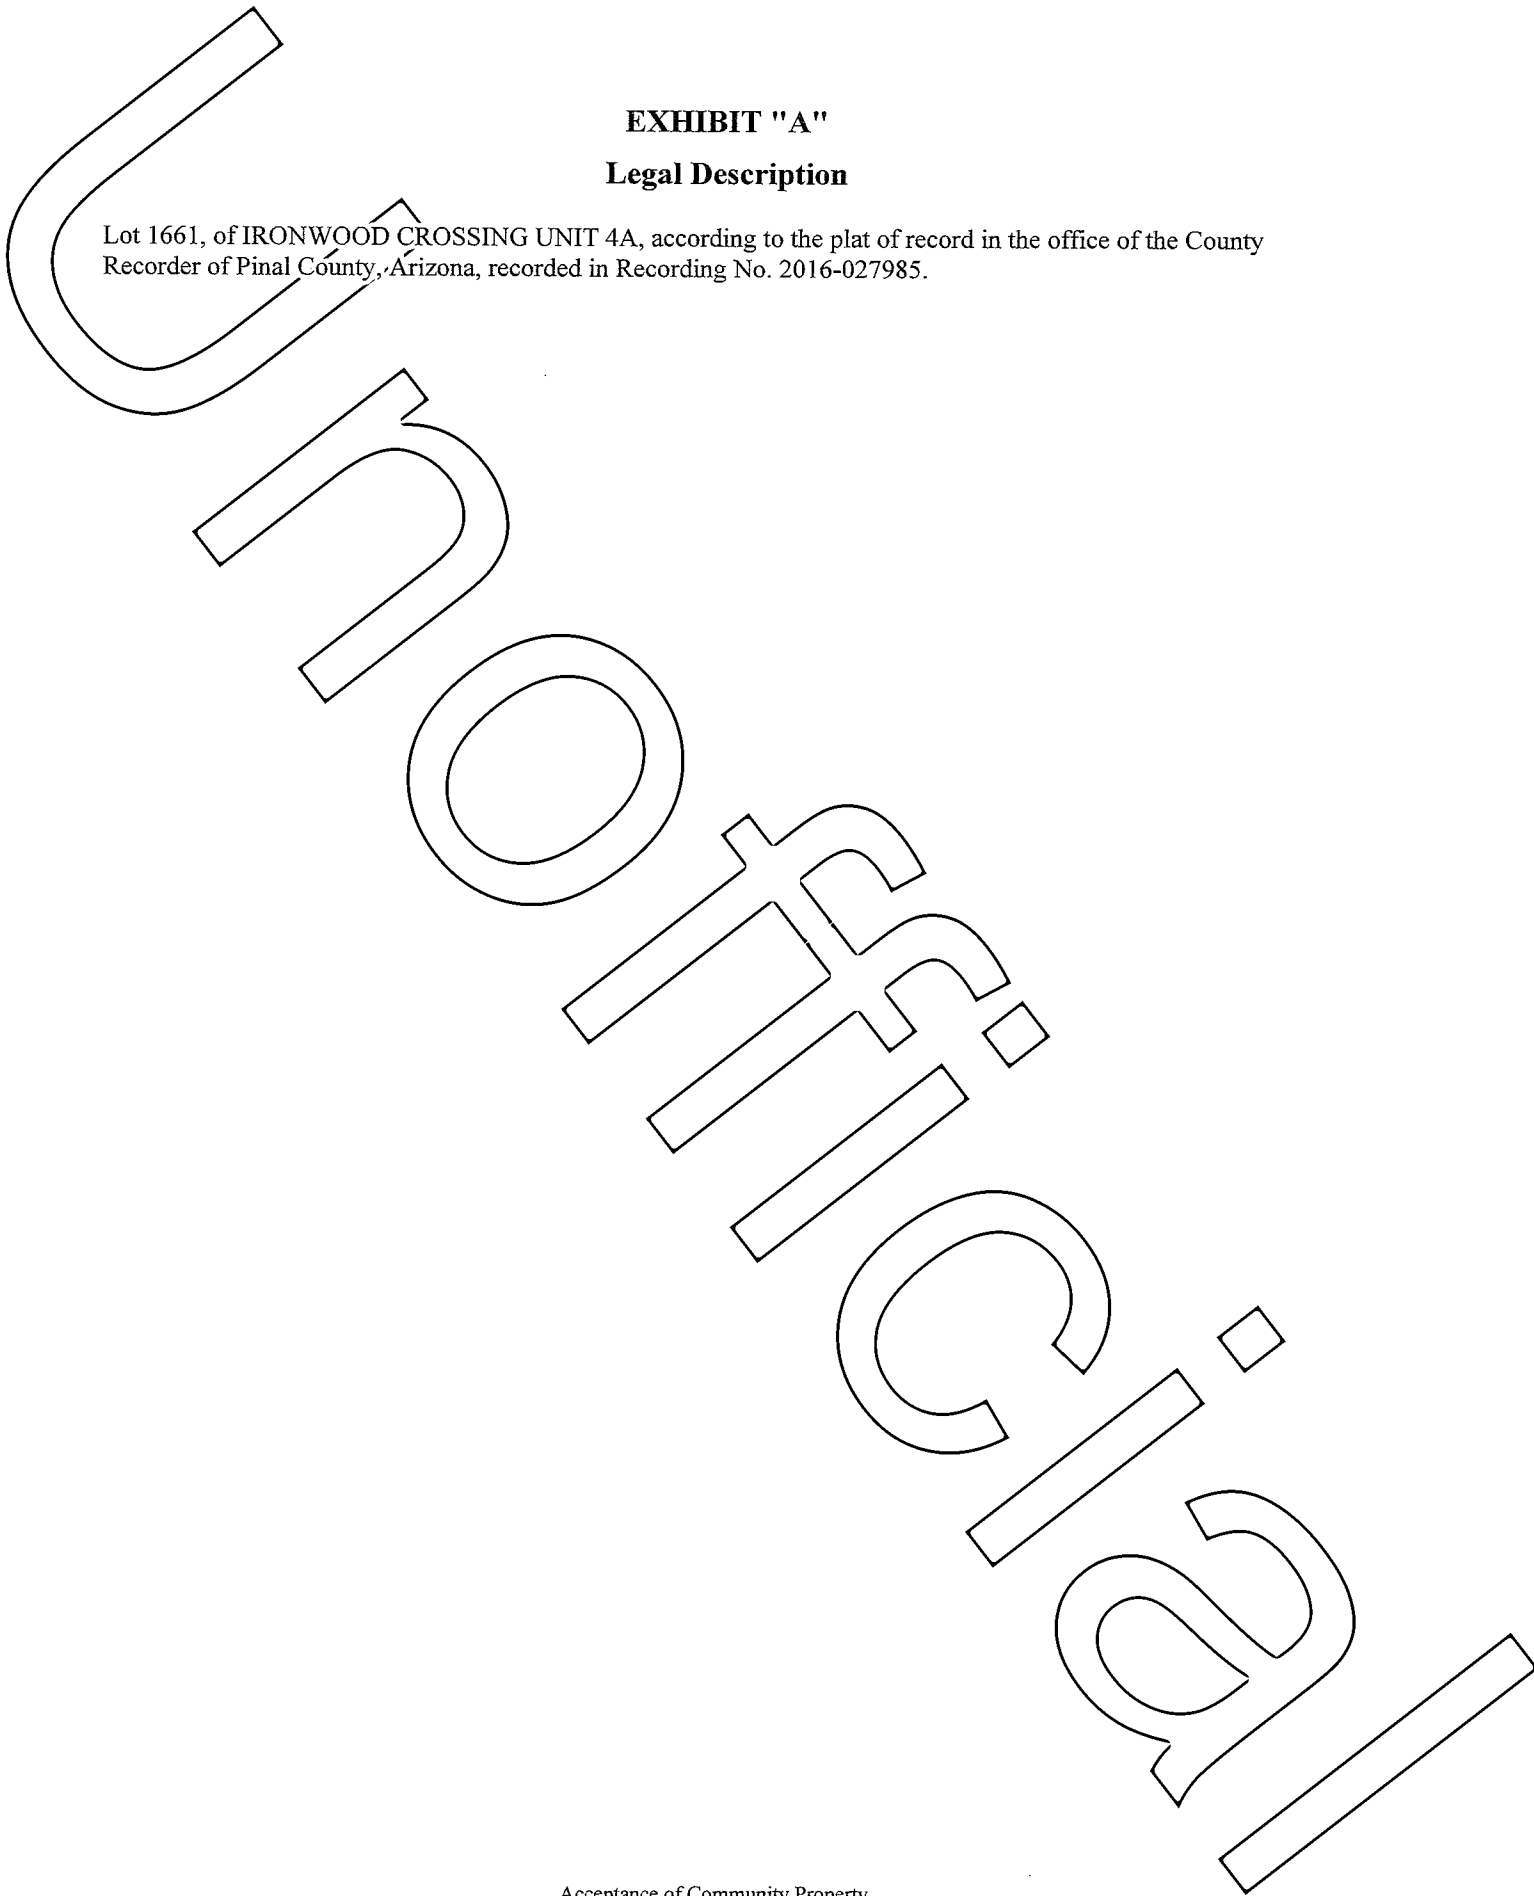 EXHIBIT "A"
Legal Description
Lot 1661, of IRONWOOD CROSSING UNIT 4A, according to the plat of record in the office of the County
Recorder of Pinal County, Arizona, recorded in Recording No. 2016-027985.
Unofficial
Acceptance of Community Property